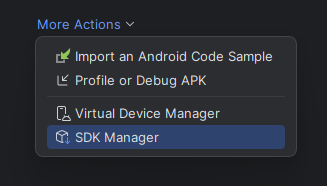 More Actions
Import an Android Code Sample
Profile or Debug APK
Virtual Device Manager
SDK Manager